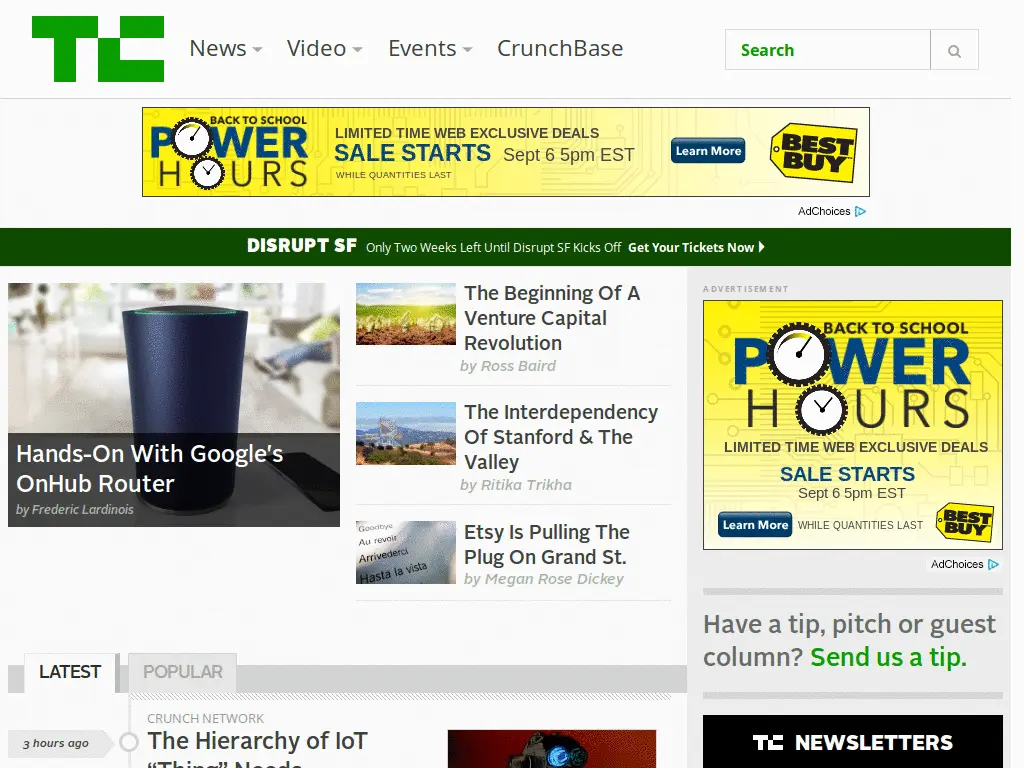 TC
News
Video
Events
CrunchBase
Search
BACK TO SCHOOL
POWER
HOURS
LIMITED TIME WEB EXCLUSIVE DEALS
SALE STARTS Sept 6 5pm EST
WHILE QUANTITIES LAST
Learn More
BEST
BUY
AdChoices
DISRUPT SF Only Two Weeks Left Until Disrupt SF Kicks Off Get Your Tickets Now
Hands-On With Google's
OnHub Router
by Frederic Lardinois
The Beginning Of A
Venture Capital
Revolution
by Ross Baird
The Interdependency
Of Stanford & The
Valley
by Ritika Trikha
Goodbye
Au revoir
Arrivederci
Hasta la vista
Etsy Is Pulling The
Plug On Grand St.
by Megan Rose Dickey
ADVERTISEMENT
BACK TO SCHOOL
POWER
HOURS
LIMITED TIME WEB EXCLUSIVE DEALS
SALE STARTS
Sept 6 5pm EST
Learn More
WHILE QUANTITIES LAST
BEST
BUY
AdChoices
Have a tip, pitch or guest
column? Send us a tip.
TC NEWSLETTERS
LATEST
POPULAR
3 hours ago
CRUNCH NETWORK
The Hierarchy of IoT
“Thing” Needs